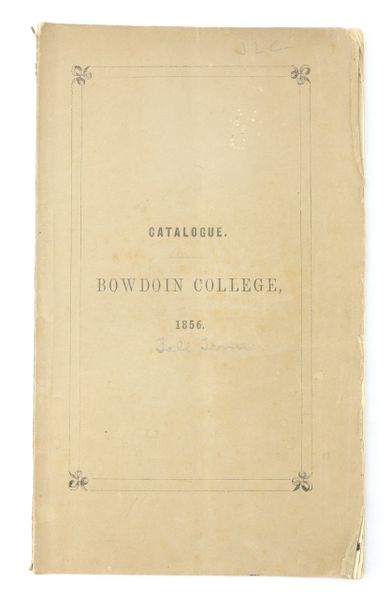 J L C
CATALOGUE.
BOWDOIN COLLEGE,
1856.
Fall Term